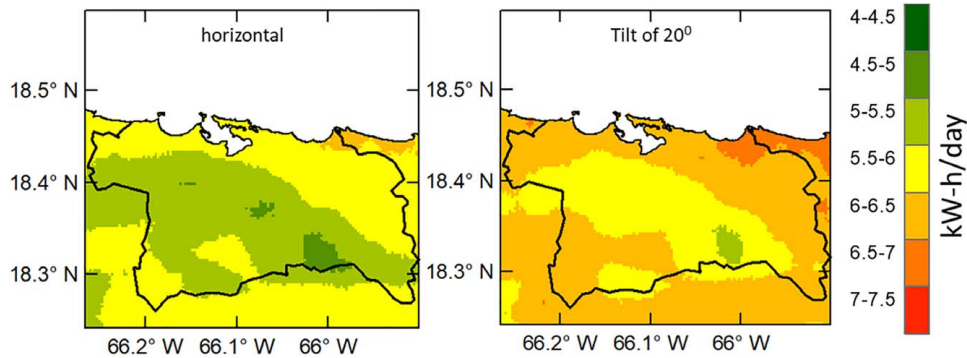 horizontal
18.5° N
18.4° N
18.3° N
66.2° W 66.1° W 66° W
Tilt of 20⁰
18.5° N
18.4° N
18.3° N
66.2° W 66.1° W 66° W
4-4.5
4.5-5
5-5.5
5.5-6
6-6.5
6.5-7
7-7.5
kW-h/day